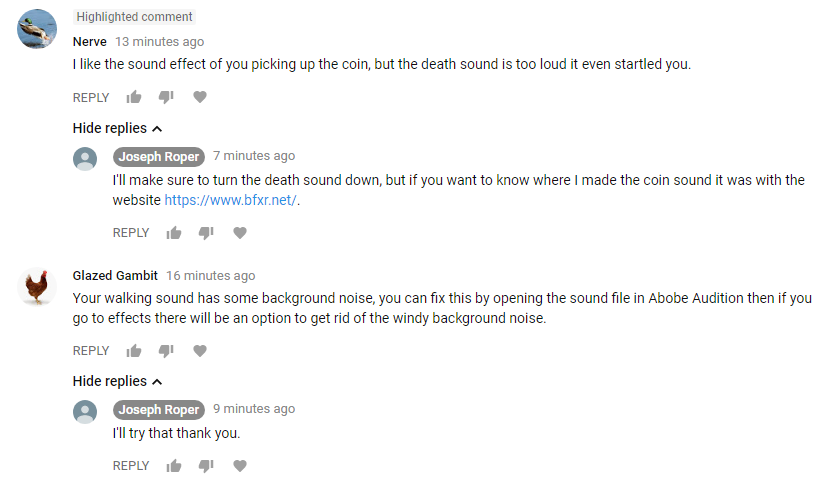 Highlighted comment
Nerve 13 minutes ago
I like the sound effect of you picking up the coin, but the death sound is too loud it even startled you.
REPLY
Hide replies
Joseph Roper 7 minutes ago
I'll make sure to turn the death sound down, but if you want to know where I made the coin sound it was with the
website https://www.bfxr.net/.
REPLY
Glazed Gambit 16 minutes ago
Your walking sound has some background noise, you can fix this by opening the sound file in Abobe Audition then if you
go to effects there will be an option to get rid of the windy background noise.
REPLY
Hide replies
Joseph Roper 9 minutes ago
I'll try that thank you.
REPLY